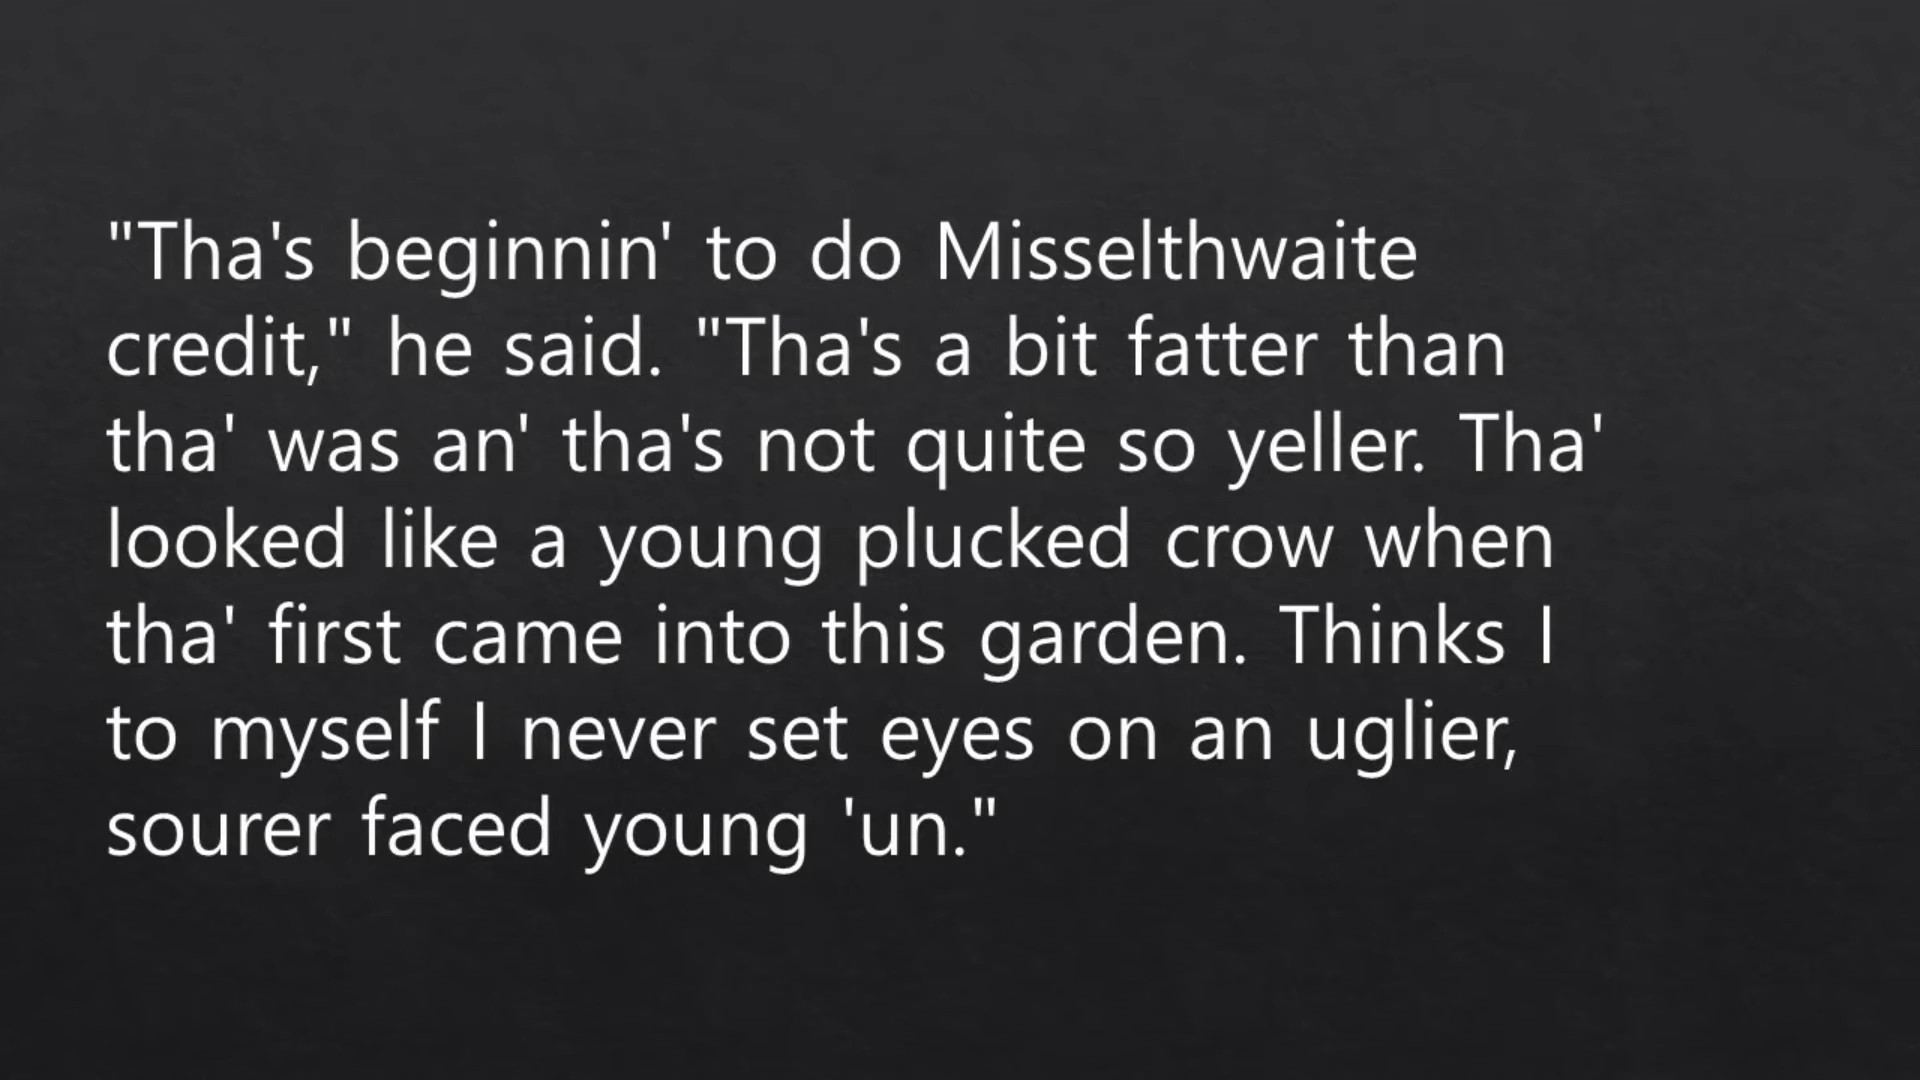 "Tha's beginnin' to do Misselthwaite
credit," he said. "Tha's a bit fatter than
tha' was an' tha's not quite so yeller. Tha'
looked like a young plucked crow when
tha' first came into this garden. Thinks I
to myself I never set eyes on an uglier,
sourer faced young 'un."